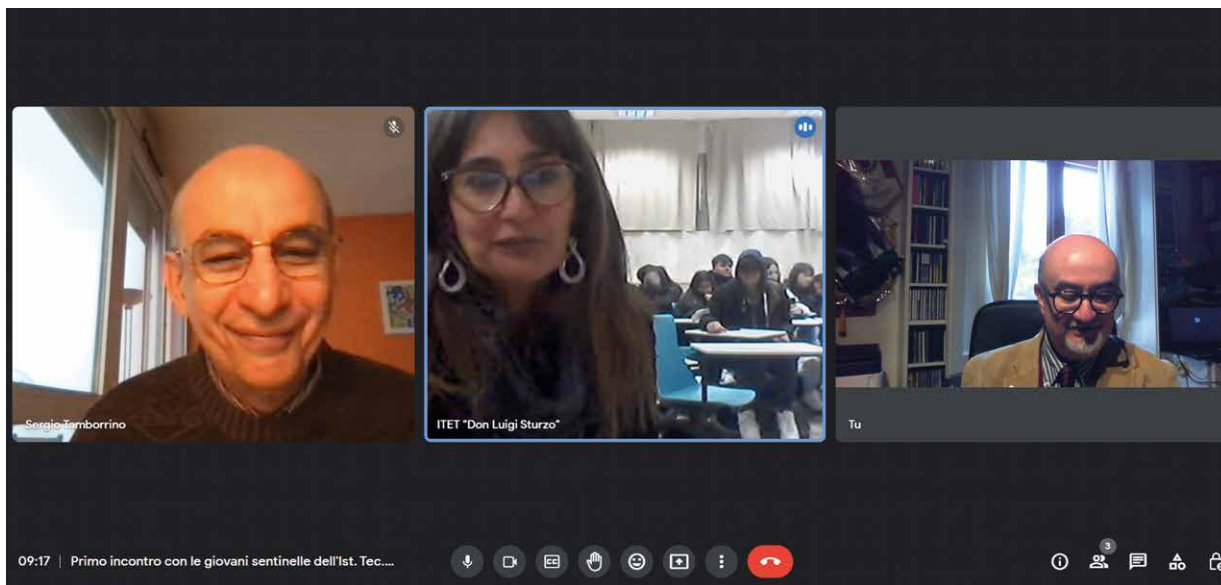 Sergio Tamborrino
ITET "Don Luigi Sturzo"
Tu
09:17 | Primo incontro con le giovani sentinelle dell'Ist. Tec....
CC
3